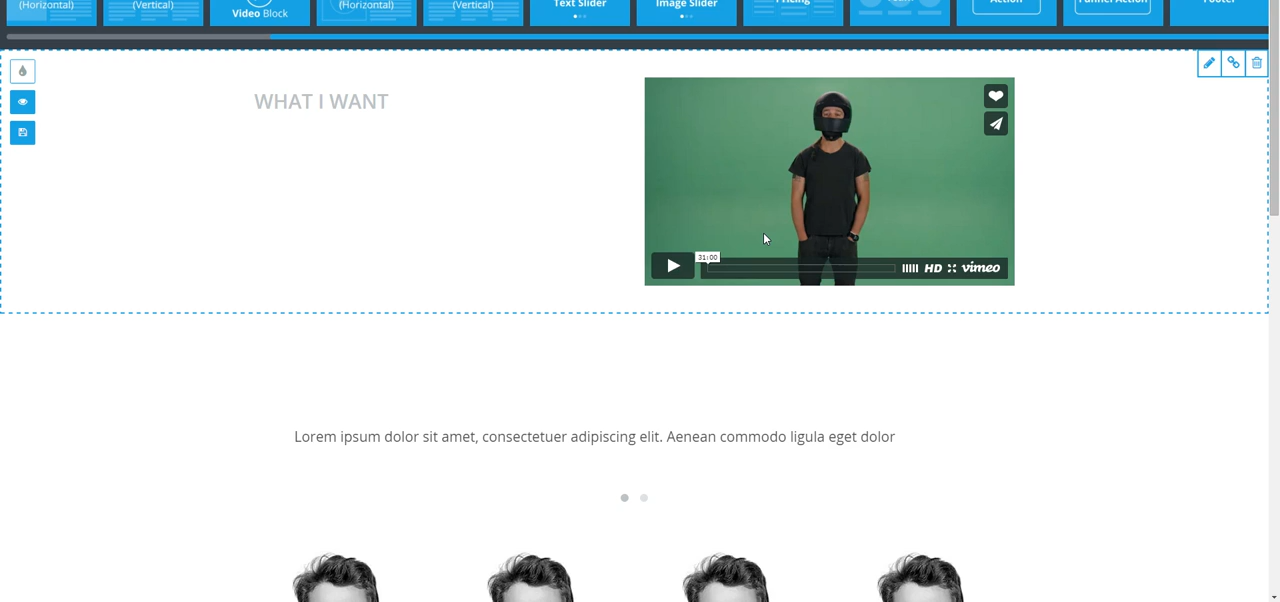 (Horizontal)
(Vertical)
Video Block
(Horizontal)
(Vertical)
Text Slider
Image Slider
Pricing
Action
Funnel Action
Footer
WHAT I WANT
31:00
HD vimeo
Lorem ipsum dolor sit amet, consectetuer adipiscing elit. Aenean commodo ligula eget dolor